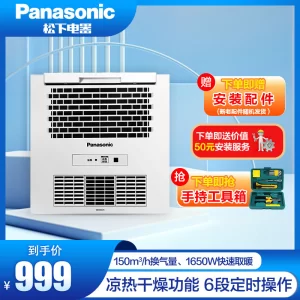 Panasonic
松下电器
赠 下单即赠
安装配件
下单即送价值
50元安装服务
抢 下单即抢
手持工具箱
Panasonic
150m³/h换气量、1650W快速取暖
¥999
凉热干燥功能 6段定时操作